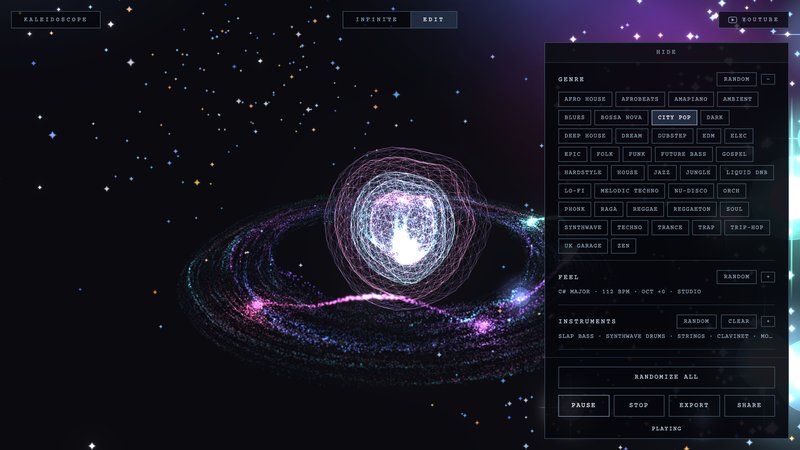 KALEIDOSCOPE
INFINITE EDIT
YOUTUBE
HIDE
GENRE RANDOM −
AFRO HOUSE AFROBEATS AMAPIANO AMBIENT
BLUES BOSSA NOVA CITY POP DARK
DEEP HOUSE DREAM DUBSTEP EDM ELEC
EPIC FOLK FUNK FUTURE BASS GOSPEL
HARDSTYLE HOUSE JAZZ JUNGLE LIQUID DNB
LO-FI MELODIC TECHNO NU-DISCO ORCH
PHONK RAGA REGGAE REGGAETON SOUL
SYNTHWAVE TECHNO TRANCE TRAP TRIP-HOP
UK GARAGE ZEN
FEEL RANDOM +
C# MAJOR · 112 BPM · OCT +0 · STUDIO
INSTRUMENTS RANDOM CLEAR +
SLAP BASS · SYNTHWAVE DRUMS · STRINGS · CLAVINET · MO…
RANDOMIZE ALL
PAUSE STOP EXPORT SHARE
PLAYING